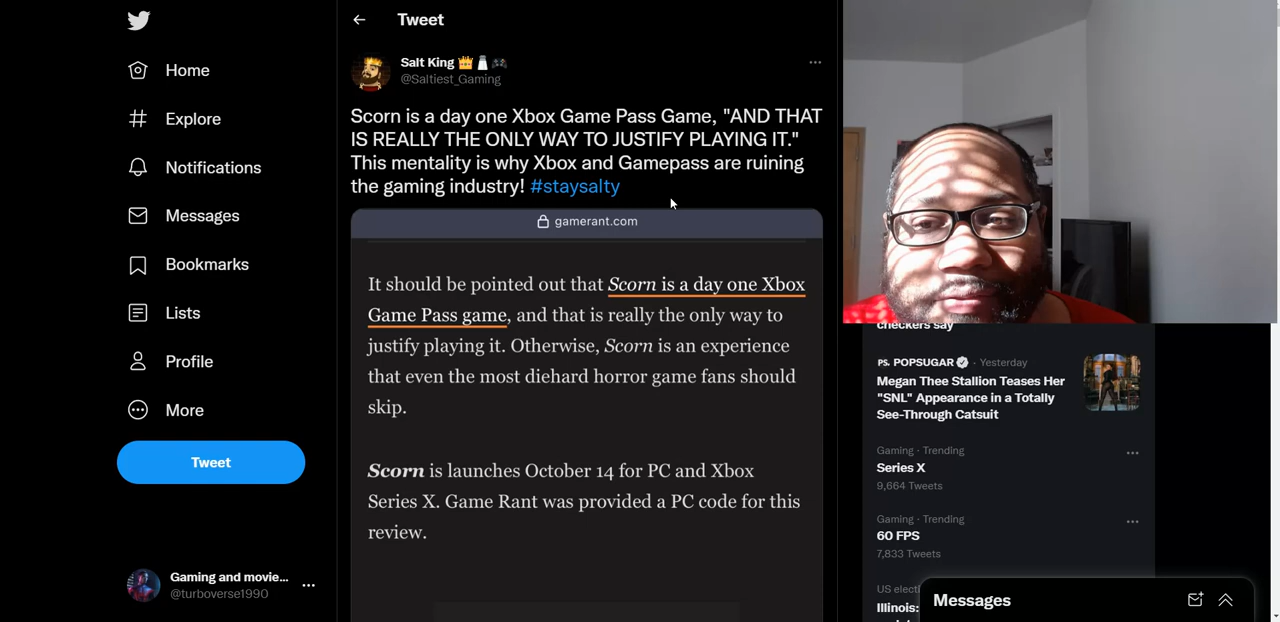 Home
Explore
Notifications
Messages
Bookmarks
Lists
Profile
More
Tweet
Gaming and movie...
@turboverse1990
Tweet
Salt King
@Saltiest_Gaming
Scorn is a day one Xbox Game Pass Game, "AND THAT
IS REALLY THE ONLY WAY TO JUSTIFY PLAYING IT."
This mentality is why Xbox and Gamepass are ruining
the gaming industry! #staysalty
gamerant.com
It should be pointed out that Scorn is a day one Xbox
Game Pass game, and that is really the only way to
justify playing it. Otherwise, Scorn is an experience
that even the most diehard horror game fans should
skip.
Scorn is launches October 14 for PC and Xbox
Series X. Game Rant was provided a PC code for this
review.
checkers say
PS. POPSUGAR · Yesterday
Megan Thee Stallion Teases Her
"SNL" Appearance in a Totally
See-Through Catsuit
Gaming · Trending
Series X
9,664 Tweets
Gaming · Trending
60 FPS
7,833 Tweets
US elect
Illinois:
Messages